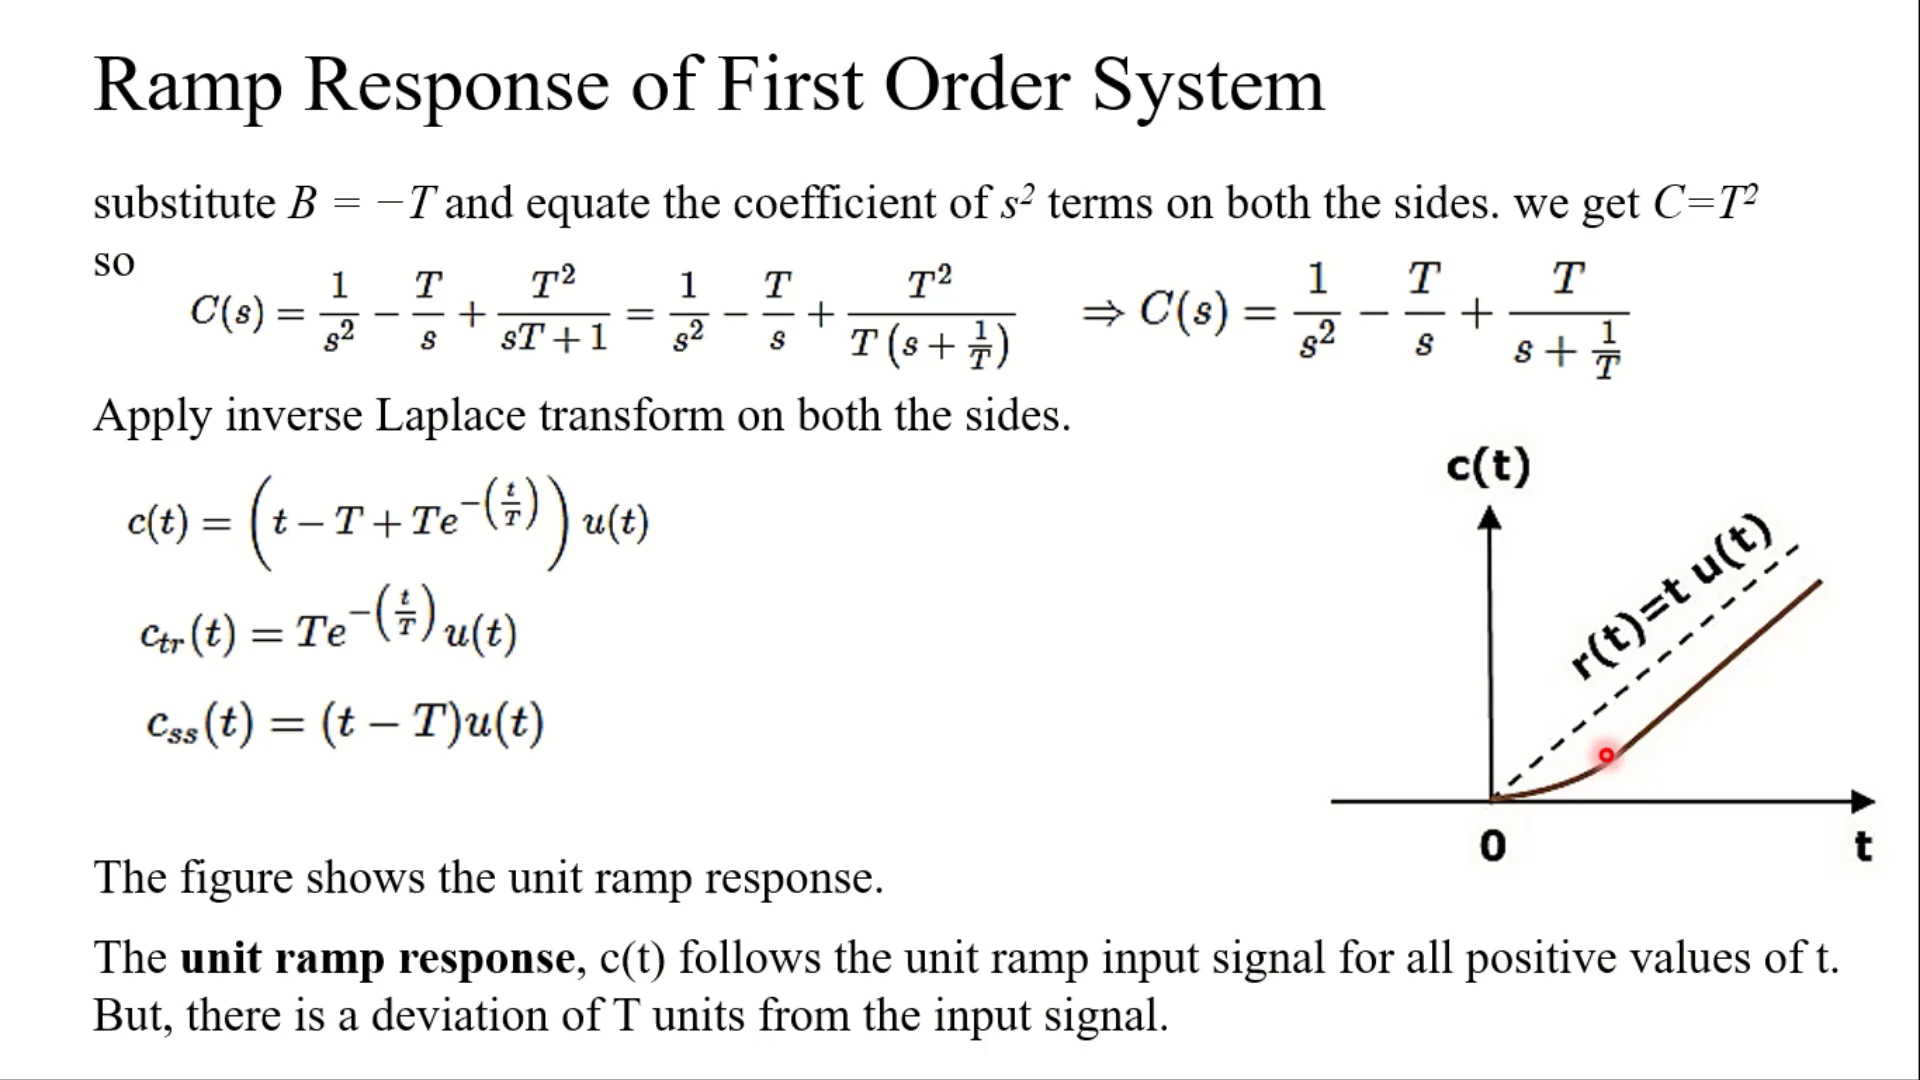 Ramp Response of First Order System
substitute B = −T and equate the coefficient of s² terms on both the sides. we get C=T²
so
C(s) = 1/s² − T/s + T²/(sT+1) = 1/s² − T/s + T²/(T(s+1/T)) ⇒ C(s) = 1/s² − T/s + T/(s+1/T)
Apply inverse Laplace transform on both the sides.
c(t) = (t − T + Te^−(t/T)) u(t)
c_tr(t) = Te^−(t/T) u(t)
c_ss(t) = (t − T)u(t)
c(t)
r(t)=t u(t)
0
t
The figure shows the unit ramp response.
The unit ramp response, c(t) follows the unit ramp input signal for all positive values of t.
But, there is a deviation of T units from the input signal.